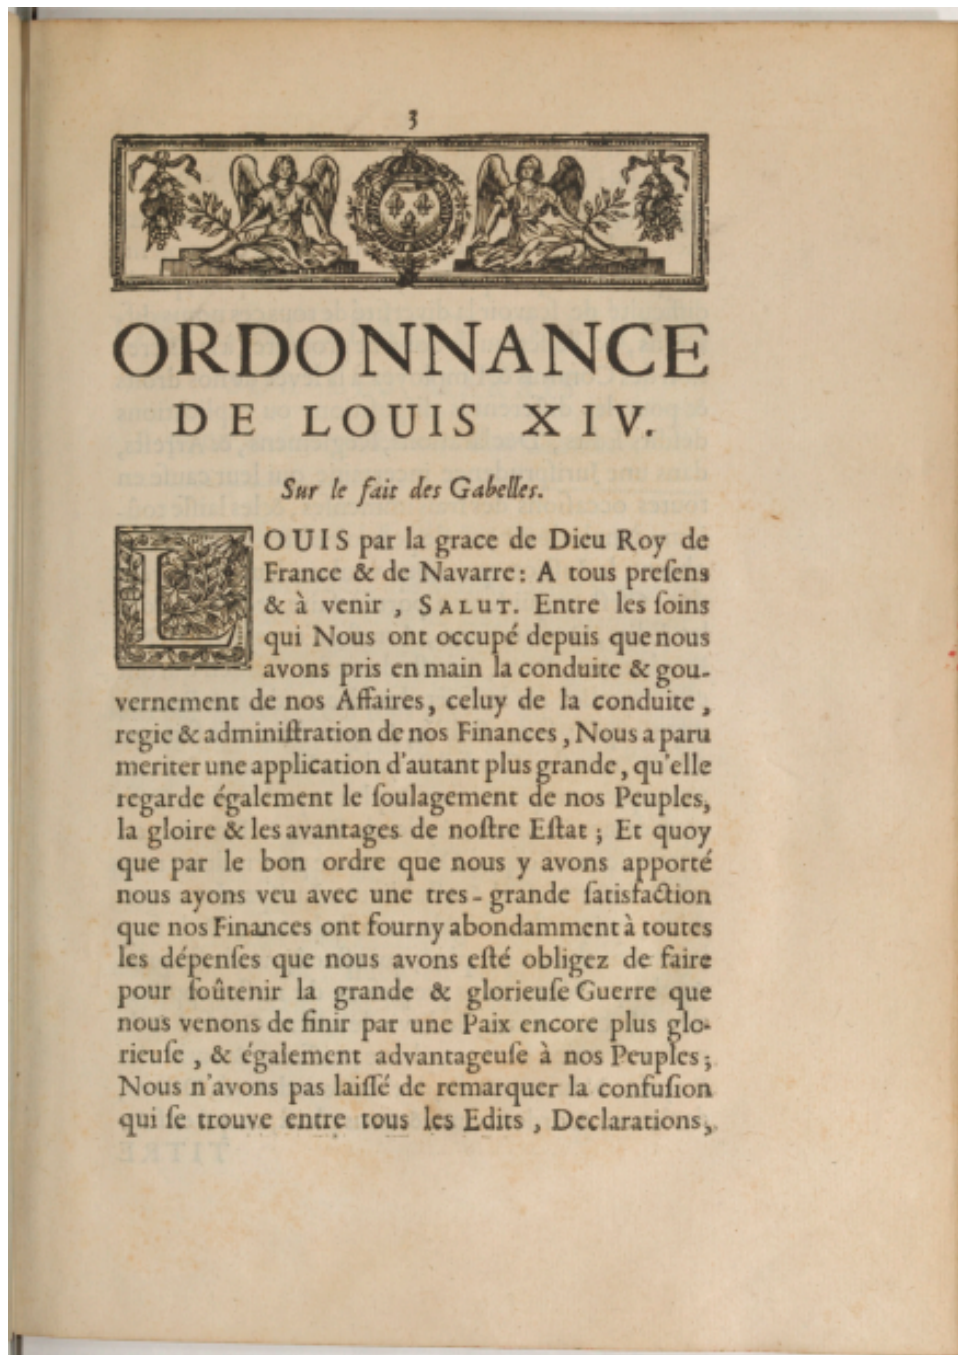 3
ORDONNANCE
DE LOUIS XIV.
Sur le fait des Gabelles.
LOUIS par la grace de Dieu Roy de
France & de Navarre: A tous preſens
& à venir, SALUT. Entre les ſoins
qui Nous ont occupé depuis que nous
avons pris en main la conduite & gou-
vernement de nos Affaires, celuy de la conduite,
regie & adminiſtration de nos Finances, Nous a paru
meriter une application d'autant plus grande, qu'elle
regarde également le ſoulagement de nos Peuples,
la gloire & les avantages de noſtre Eſtat; Et quoy
que par le bon ordre que nous y avons apporté
nous ayons veu avec une tres-grande ſatisfaction
que nos Finances ont fourny abondamment à toutes
les dépenſes que nous avons eſté obligez de faire
pour ſoûtenir la grande & glorieuſe Guerre que
nous venons de finir par une Paix encore plus glo-
rieuſe, & également advantageuſe à nos Peuples;
Nous n'avons pas laiſſé de remarquer la confuſion
qui ſe trouve entre tous les Edits, Declarations,